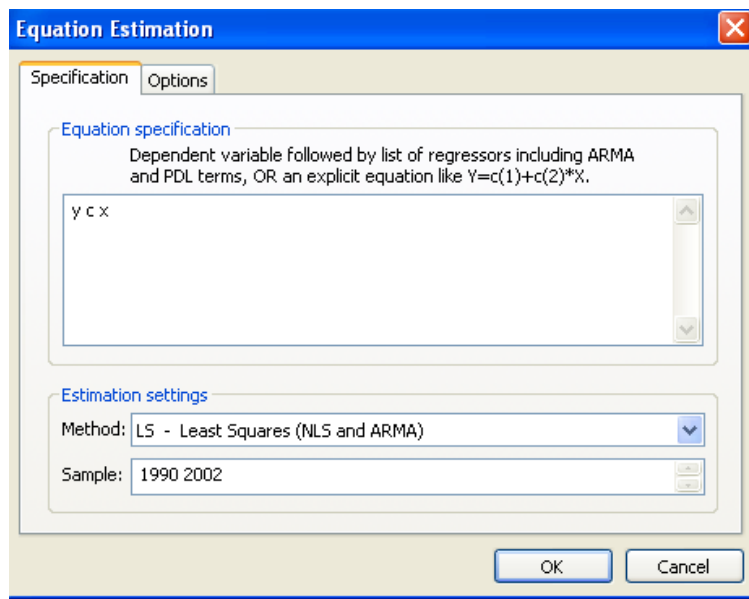 Equation Estimation
Specification
Options
Equation specification
Dependent variable followed by list of regressors including ARMA
and PDL terms, OR an explicit equation like Y=c(1)+c(2)*X.
y c x
Estimation settings
Method: LS - Least Squares (NLS and ARMA)
Sample: 1990 2002
OK
Cancel